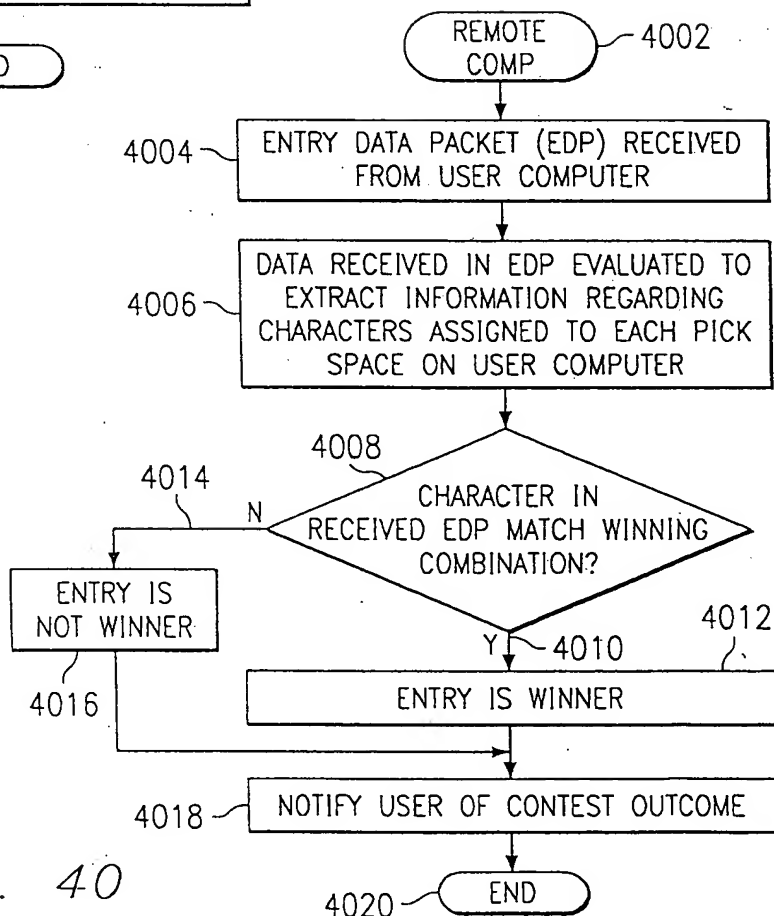 D
REMOTE
COMP
4002
4004
ENTRY DATA PACKET (EDP) RECEIVED
FROM USER COMPUTER
4006
DATA RECEIVED IN EDP EVALUATED TO
EXTRACT INFORMATION REGARDING
CHARACTERS ASSIGNED TO EACH PICK
SPACE ON USER COMPUTER
4008
CHARACTER IN
RECEIVED EDP MATCH WINNING
COMBINATION?
4014
N
ENTRY IS
NOT WINNER
4016
Y
4010
4012
ENTRY IS WINNER
4018
NOTIFY USER OF CONTEST OUTCOME
40
4020
END